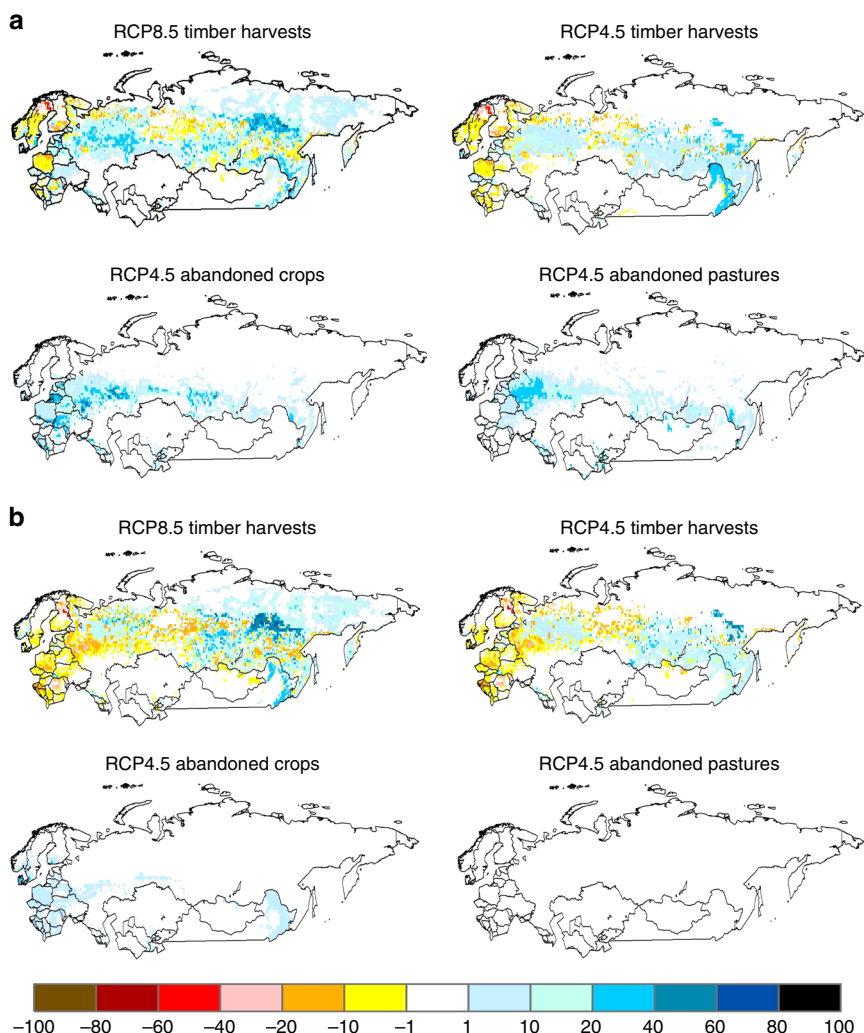 a
RCP8.5 timber harvests
RCP4.5 timber harvests
RCP4.5 abandoned crops
RCP4.5 abandoned pastures
b
RCP8.5 timber harvests
RCP4.5 timber harvests
RCP4.5 abandoned crops
RCP4.5 abandoned pastures
−100 −80 −60 −40 −20 −10 −1 1 10 20 40 60 80 100